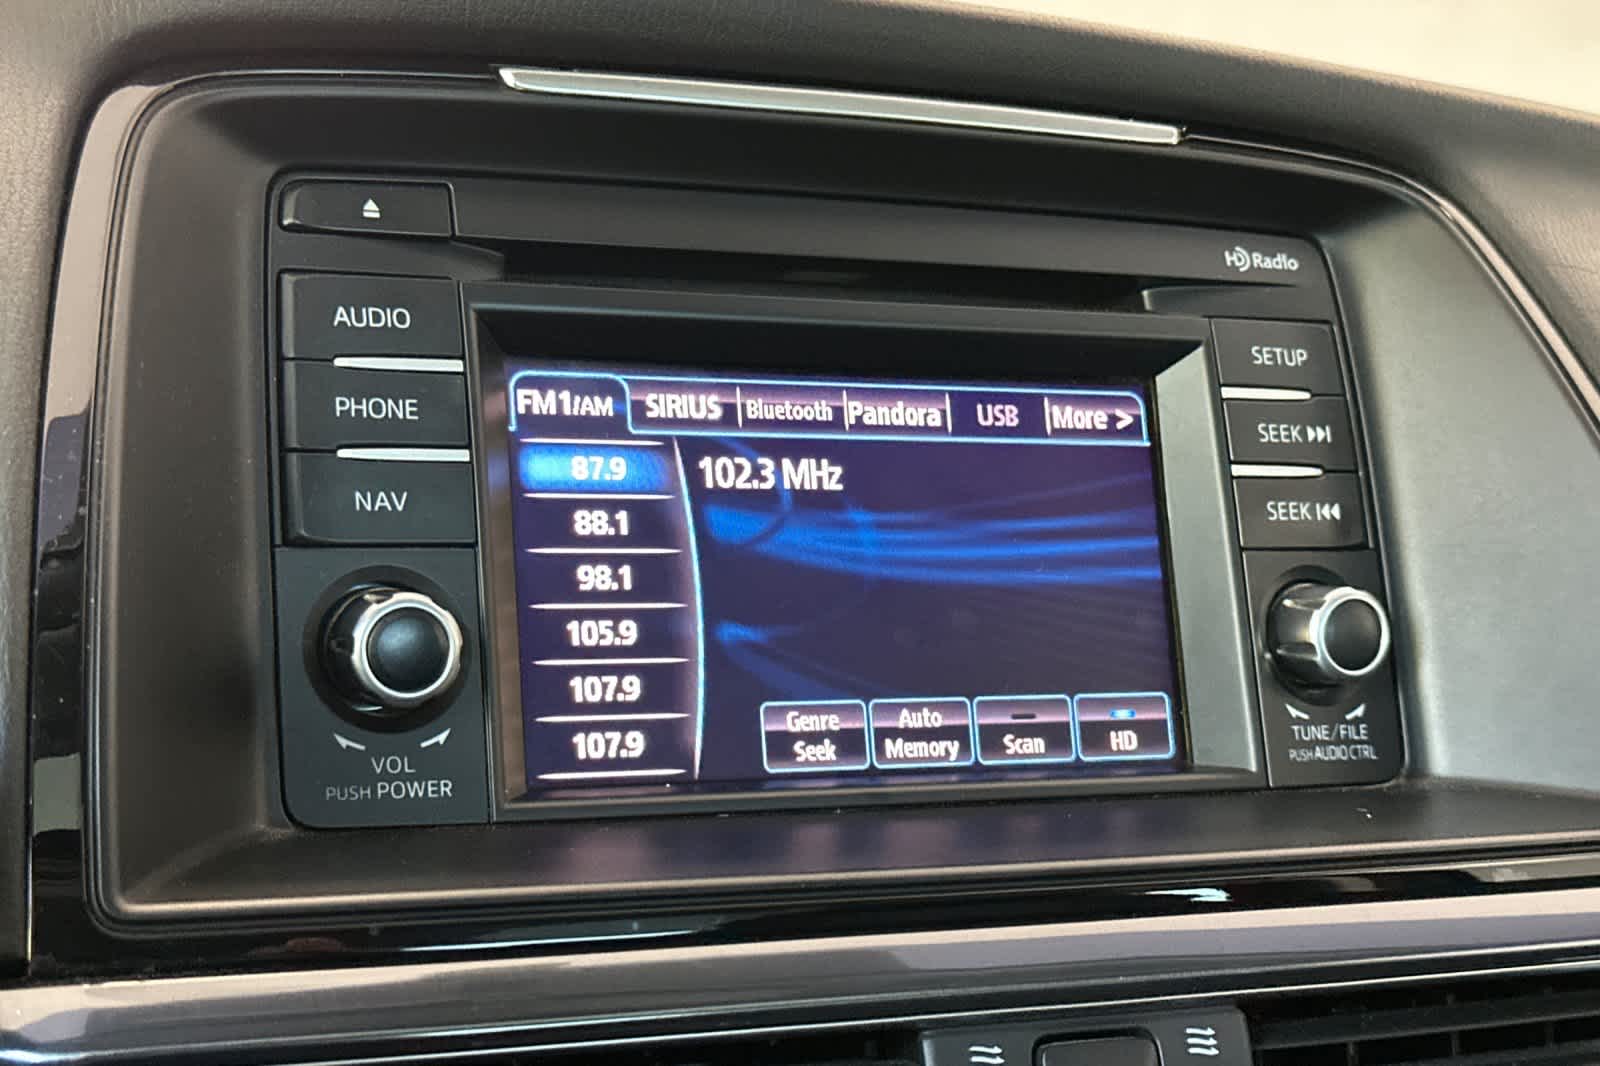 HD Radio
AUDIO
PHONE
NAV
VOL
PUSH POWER
FM1/AM SIRIUS Bluetooth Pandora USB More >
87.9
88.1
98.1
105.9
107.9
107.9
102.3 MHz
Genre Seek
Auto Memory
Scan
HD
SETUP
SEEK
SEEK
TUNE/FILE
PUSH AUDIO CTRL